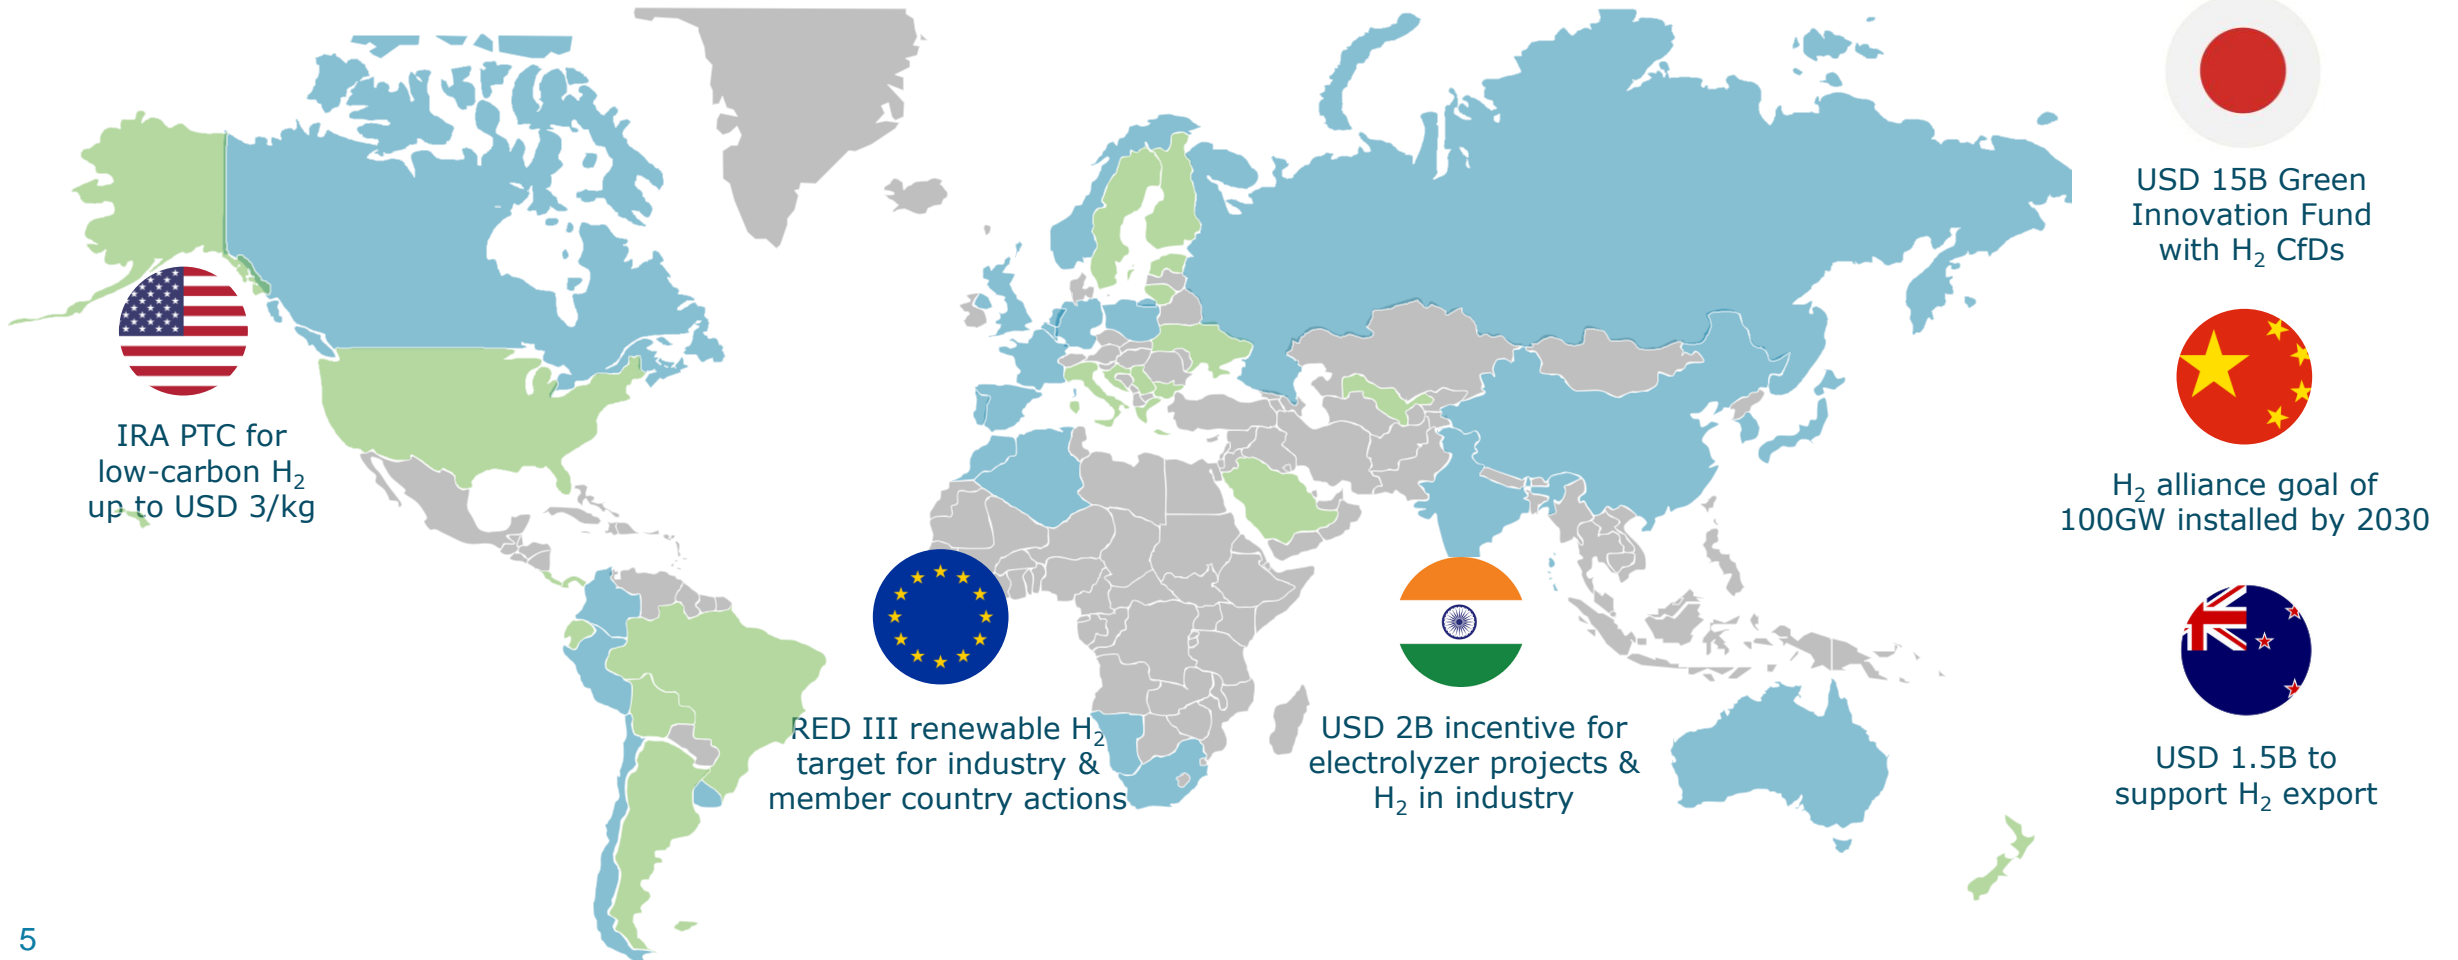 IRA PTC for
low-carbon H₂
up to USD 3/kg
RED III renewable H₂
target for industry &
member country actions
USD 2B incentive for
electrolyzer projects &
H₂ in industry
USD 15B Green
Innovation Fund
with H₂ CfDs
H₂ alliance goal of
100GW installed by 2030
USD 1.5B to
support H₂ export
5